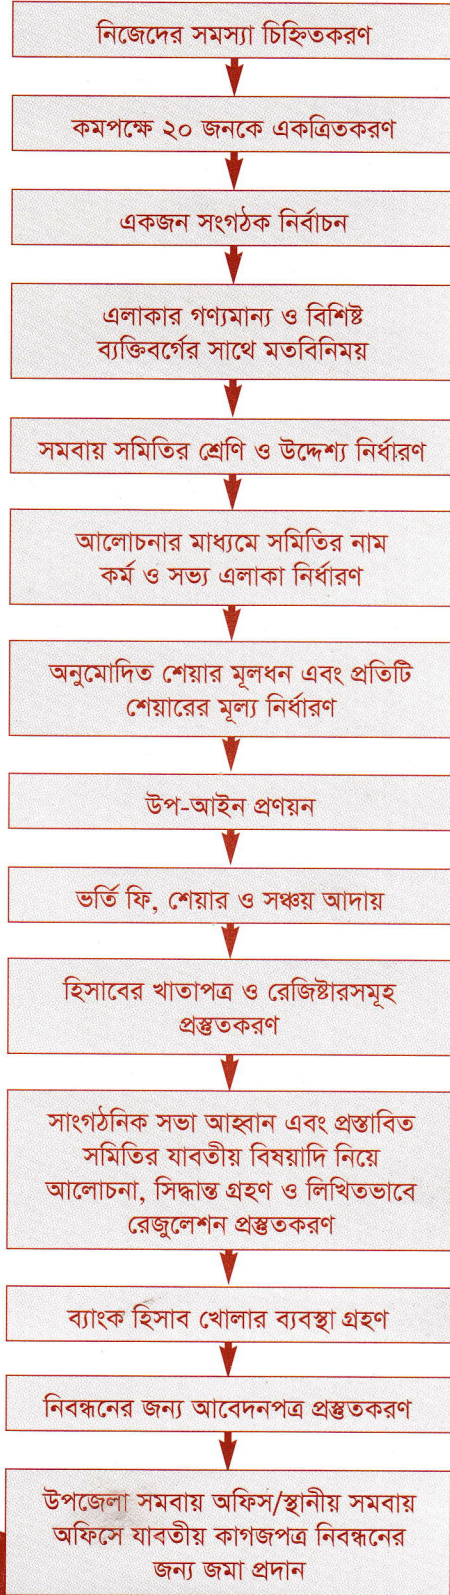 নিজেদের সমস্যা চিহ্নিতকরণ
কমপক্ষে ২০ জনকে একত্রিতকরণ
একজন সংগঠক নির্বাচন
এলাকার গণ্যমান্য ও বিশিষ্ট
ব্যক্তিবর্গের সাথে মতবিনিময়
সমবায় সমিতির শ্রেণি ও উদ্দেশ্য নির্ধারণ
আলোচনার মাধ্যমে সমিতির নাম
কর্ম ও সভ্য এলাকা নির্ধারণ
অনুমোদিত শেয়ার মূলধন এবং প্রতিটি
শেয়ারের মূল্য নির্ধারণ
উপ-আইন প্রণয়ন
ভর্তি ফি, শেয়ার ও সঞ্চয় আদায়
হিসাবের খাতাপত্র ও রেজিষ্টারসমূহ
প্রস্তুতকরণ
সাংগঠনিক সভা আহ্বান এবং প্রস্তাবিত
সমিতির যাবতীয় বিষয়াদি নিয়ে
আলোচনা, সিদ্ধান্ত গ্রহণ ও লিখিতভাবে
রেজুলেশন প্রস্তুতকরণ
ব্যাংক হিসাব খোলার ব্যবস্থা গ্রহণ
নিবন্ধনের জন্য আবেদনপত্র প্রস্তুতকরণ
উপজেলা সমবায় অফিস/স্থানীয় সমবায়
অফিসে যাবতীয় কাগজপত্র নিবন্ধনের
জন্য জমা প্রদান